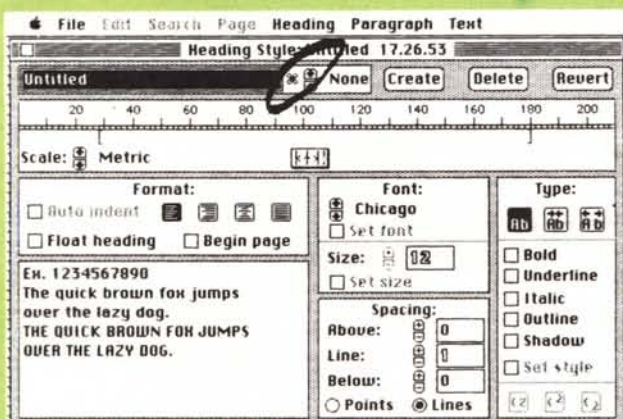 File Edit Search Page Heading Paragraph Text
Heading Style: Untitled 17.26.53
Untitled None Create Delete Revert
20 40 60 80 100 120 140 160 180 200
Scale: Metric
Format:
Auto indent
Float heading Begin page
Ex. 1234567890
The quick brown fox jumps
over the lazy dog.
THE QUICK BROWN FOX JUMPS
OVER THE LAZY DOG.
Font:
Chicago
Set font
Size: 12
Set size
Spacing:
Above: 0
Line: 1
Below: 0
Points Lines
Type:
Ab Ab Ab
Bold
Underline
Italic
Outline
Shadow
Set style